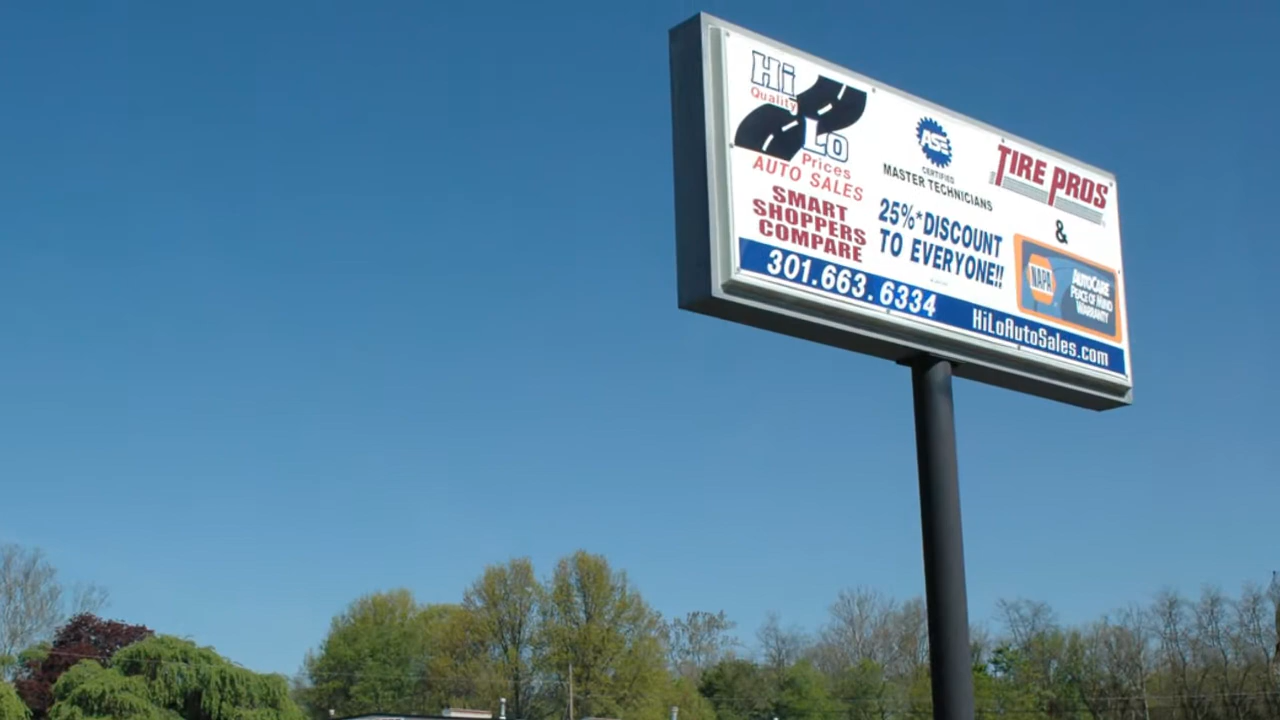 Hi
Quality
Lo
Prices
AUTO SALES
SMART
SHOPPERS
COMPARE
ASE
CERTIFIED
MASTER TECHNICIANS
25%* DISCOUNT
TO EVERYONE!!
TIRE PROS
&
NAPA
AUTOCARE
PEACE OF MIND
WARRANTY
301.663.6334
HiLoAutoSales.com